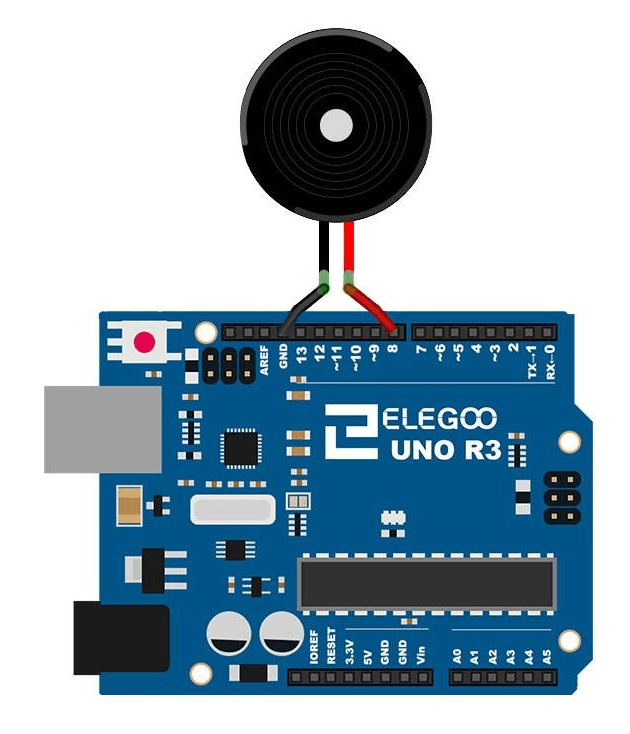 AREF
GND
13
12
~11
~10
~9
8
7
~6
~5
4
~3
2
TX→1
RX←0
ELEGOO
UNO R3
IOREF
RESET
3.3V
5V
GND
GND
Vin
A0
A1
A2
A3
A4
A5